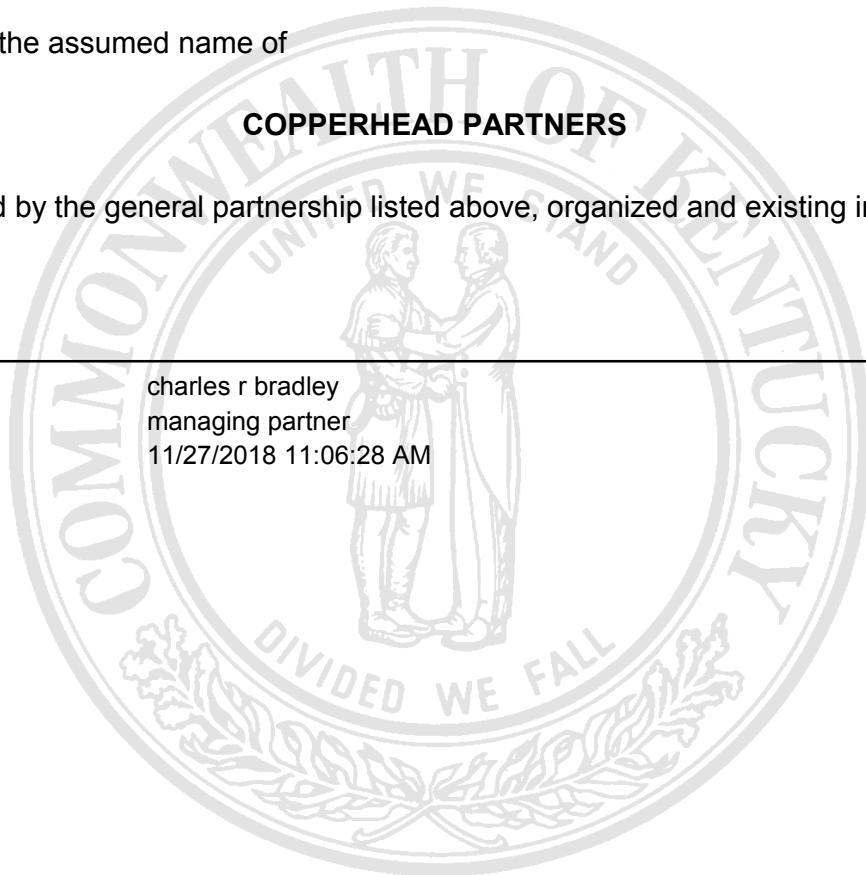 the assumed name of
COPPERHEAD PARTNERS
by the general partnership listed above, organized and existing
charles r bradley
managing partner
11/27/2018 11:06:28 AM
COMMONWEALTH OF KENTUCKY
UNITED WE STAND
DIVIDED WE FALL